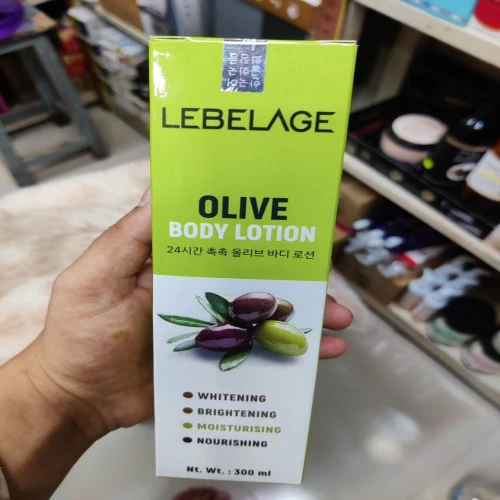 LEBELAGE
OLIVE
BODY LOTION
24시간 촉촉 올리브 바디 로션
WHITENING
BRIGHTENING
MOISTURISING
NOURISHING
Nt. Wt. : 300 ml